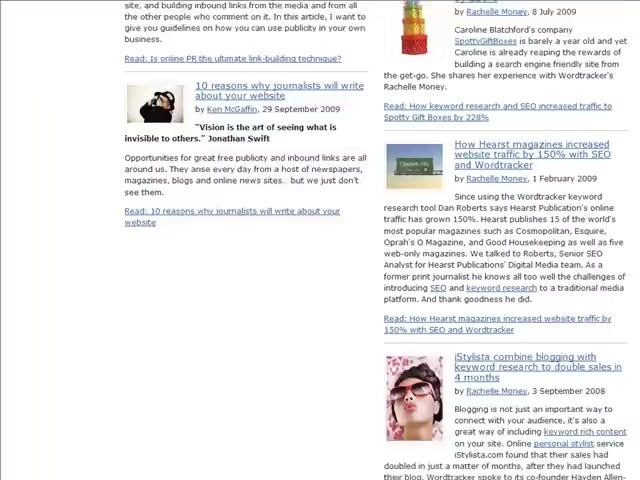 site, and building inbound links from the media and from all
the other people who comment on it. In this article, I want to
give you guidelines on how you can use publicity in your own
business.
Read: Is online PR the ultimate link-building technique?
10 reasons why journalists will write
about your website
by Ken McGaffin, 29 September 2009
"Vision is the art of seeing what is
invisible to others." Jonathan Swift
Opportunities for great free publicity and inbound links are all
around us. They arise every day from a host of newspapers,
magazines, blogs and online news sites.. but we just don't
see them.
Read: 10 reasons why journalists will write about your
website
by Rachelle Money, 8 July 2009
Caroline Blatchford's company
SpottyGiftBoxes is barely a year old and yet
Caroline is already reaping the rewards of
building a search engine friendly site from
the get-go. She shares her experience with Wordtracker's
Rachelle Money.
Read: How keyword research and SEO increased traffic to
Spotty Gift Boxes by 228%
How Hearst magazines increased
website traffic by 150% with SEO
and Wordtracker
by Rachelle Money, 1 February 2009
Since using the Wordtracker keyword
research tool Dan Roberts says Hearst Publication's online
traffic has grown 150%. Hearst publishes 15 of the world's
most popular magazines such as Cosmopolitan, Esquire,
Oprah's O Magazine, and Good Housekeeping as well as five
web-only magazines. We talked to Roberts, Senior SEO
Analyst for Hearst Publications' Digital Media team. As a
former print journalist he knows all too well the challenges of
introducing SEO and keyword research to a traditional media
platform. And thank goodness he did.
Read: How Hearst magazines increased website traffic by
150% with SEO and Wordtracker
iStylista combine blogging with
keyword research to double sales in
4 months
by Rachelle Money, 3 September 2008
Blogging is not just an important way to
connect with your audience, it's also a
great way of including keyword rich content
on your site. Online personal stylist service
iStylista.com found that their sales had
doubled in just a matter of months, after they had launched
their blog. Wordtracker spoke to its co-founder Hayden Allen-